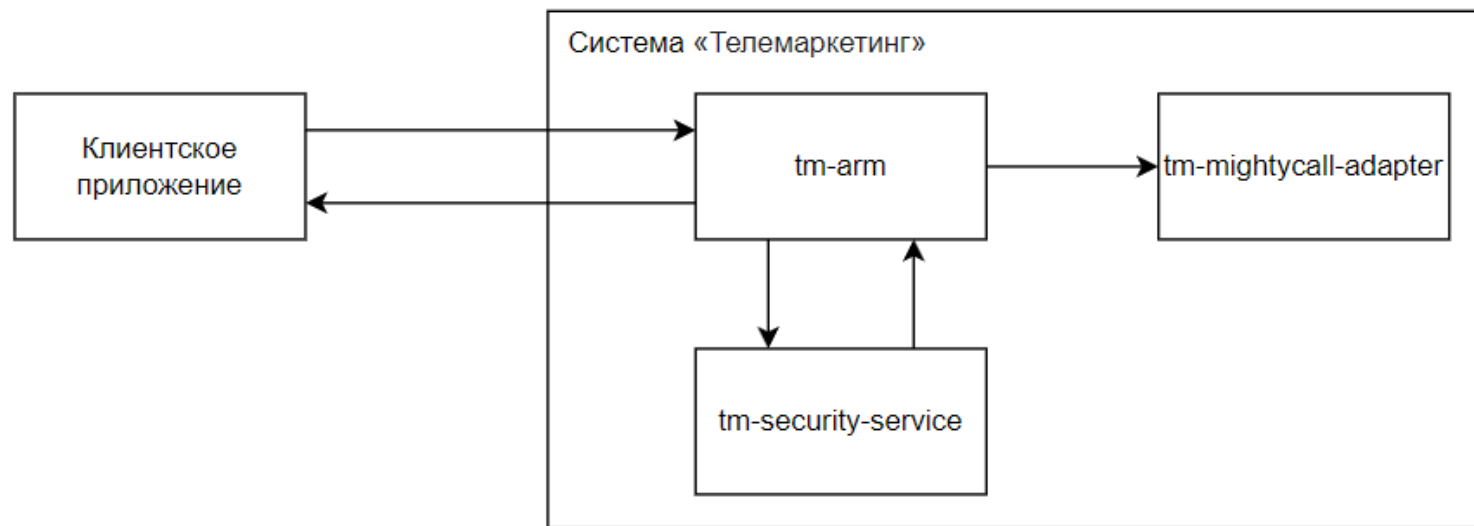 Система «Телемаркетинг»
Клиентское
приложение
tm-arm
tm-mightycall-adapter
tm-security-service